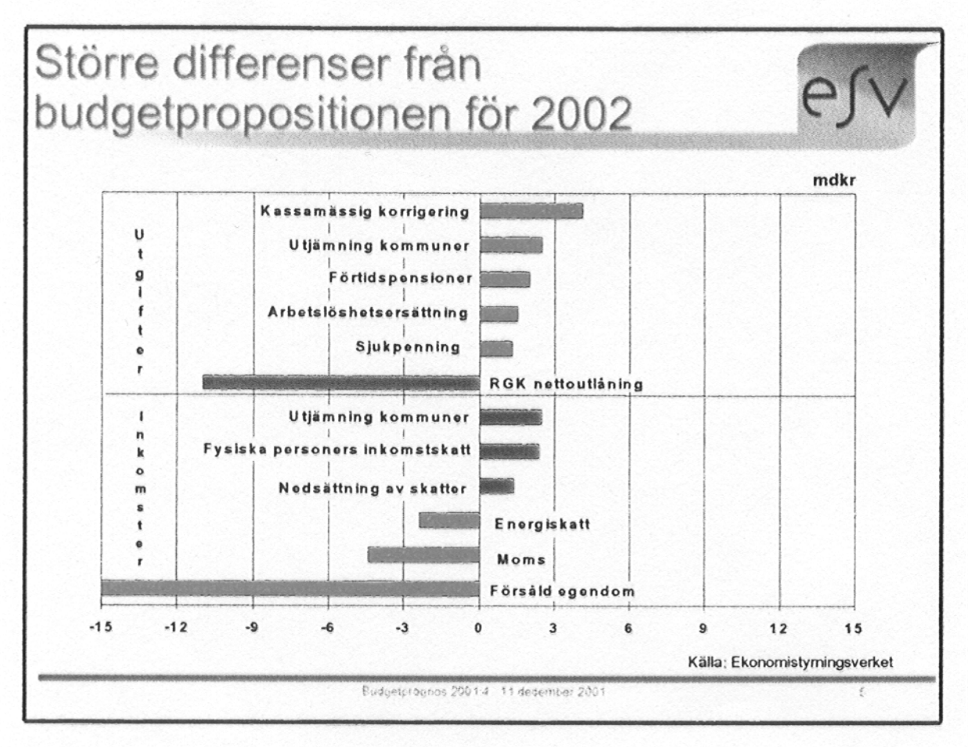 Större differenser från
budgetpropositionen för 2002
esv
mdkr
Utgifter
Kassamässig korrigering
Utjämning kommuner
Förtidspensioner
Arbetslöshetsersättning
Sjukpenning
RGK nettoutlåning
Inkomster
Utjämning kommuner
Fysiska personers inkomstskatt
Nedsättning av skatter
Energiskatt
Moms
Försåld egendom
-15 -12 -9 -6 -3 0 3 6 9 12 15
Källa: Ekonomistyrningsverket
Budgetprognos 2001:4 11 december 2001